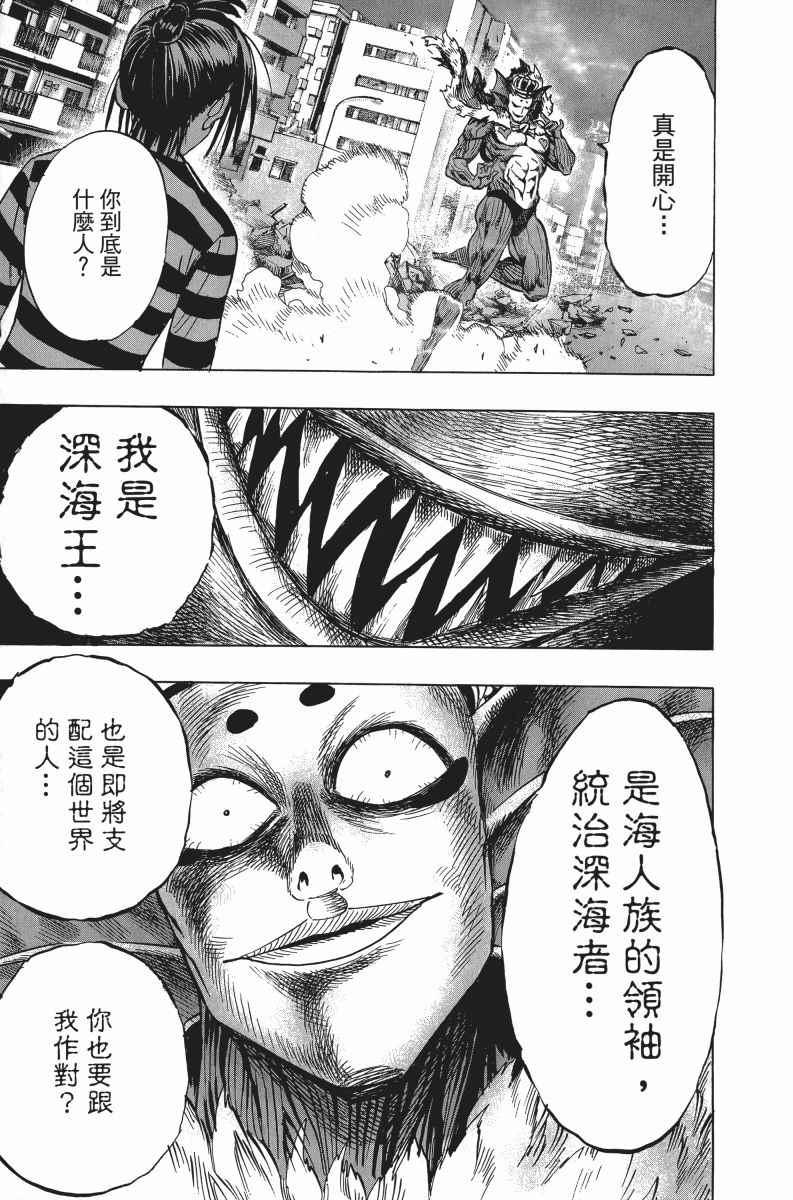 真是開心…
你到底是
什麼人？
我是
深海王…
是海人族的領袖，
統治深海者…
也是即將支
配這個世界
的人…
你也要跟
我作對？